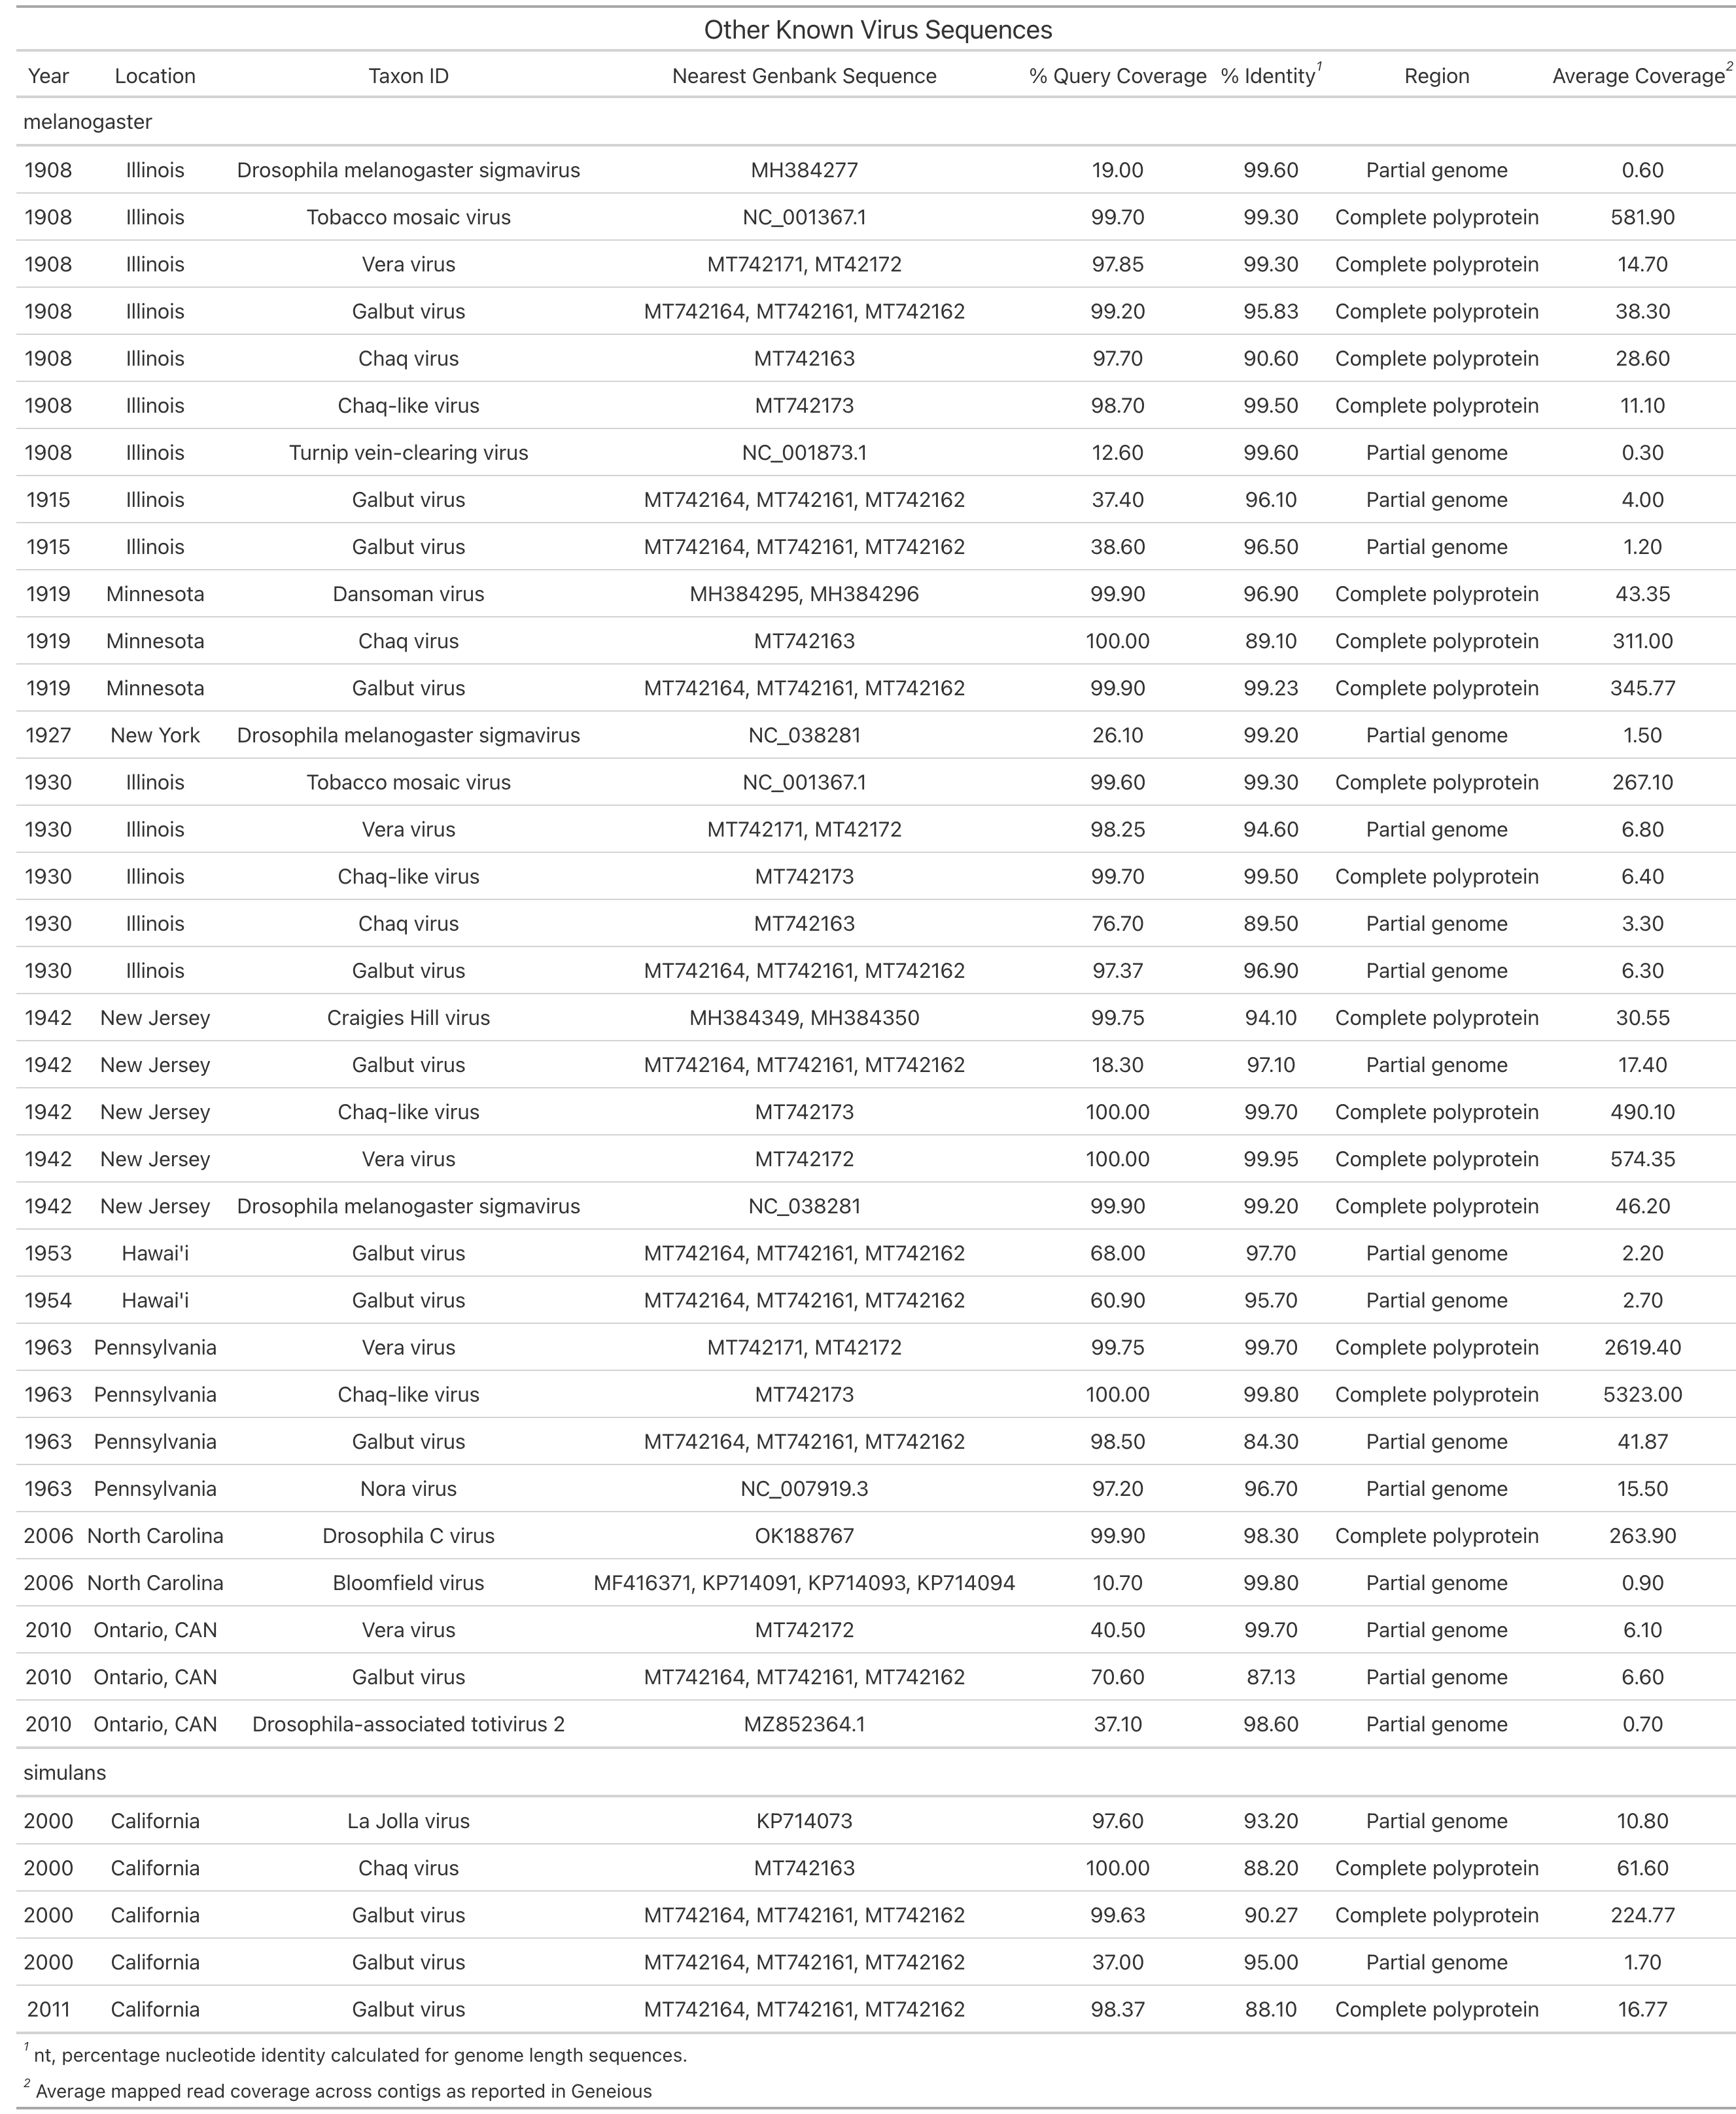 Other Known Virus Sequences
Year Location Taxon ID Nearest Genbank Sequence % Query Coverage % Identity1 Region Average Coverage2
melanogaster
1908 Illinois Drosophila melanogaster sigmavirus MH384277 19.00 99.60 Partial genome 0.60
1908 Illinois Tobacco mosaic virus NC_001367.1 99.70 99.30 Complete polyprotein 581.90
1908 Illinois Vera virus MT742171, MT42172 97.85 99.30 Complete polyprotein 14.70
1908 Illinois Galbut virus MT742164, MT742161, MT742162 99.20 95.83 Complete polyprotein 38.30
1908 Illinois Chaq virus MT742163 97.70 90.60 Complete polyprotein 28.60
1908 Illinois Chaq-like virus MT742173 98.70 99.50 Complete polyprotein 11.10
1908 Illinois Turnip vein-clearing virus NC_001873.1 12.60 99.60 Partial genome 0.30
1915 Illinois Galbut virus MT742164, MT742161, MT742162 37.40 96.10 Partial genome 4.00
1915 Illinois Galbut virus MT742164, MT742161, MT742162 38.60 96.50 Partial genome 1.20
1919 Minnesota Dansoman virus MH384295, MH384296 99.90 96.90 Complete polyprotein 43.35
1919 Minnesota Chaq virus MT742163 100.00 89.10 Complete polyprotein 311.00
1919 Minnesota Galbut virus MT742164, MT742161, MT742162 99.90 99.23 Complete polyprotein 345.77
1927 New York Drosophila melanogaster sigmavirus NC_038281 26.10 99.20 Partial genome 1.50
1930 Illinois Tobacco mosaic virus NC_001367.1 99.60 99.30 Complete polyprotein 267.10
1930 Illinois Vera virus MT742171, MT42172 98.25 94.60 Partial genome 6.80
1930 Illinois Chaq-like virus MT742173 99.70 99.50 Complete polyprotein 6.40
1930 Illinois Chaq virus MT742163 76.70 89.50 Partial genome 3.30
1930 Illinois Galbut virus MT742164, MT742161, MT742162 97.37 96.90 Partial genome 6.30
1942 New Jersey Craigies Hill virus MH384349, MH384350 99.75 94.10 Complete polyprotein 30.55
1942 New Jersey Galbut virus MT742164, MT742161, MT742162 18.30 97.10 Partial genome 17.40
1942 New Jersey Chaq-like virus MT742173 100.00 99.70 Complete polyprotein 490.10
1942 New Jersey Vera virus MT742172 100.00 99.95 Complete polyprotein 574.35
1942 New Jersey Drosophila melanogaster sigmavirus NC_038281 99.90 99.20 Complete polyprotein 46.20
1953 Hawai'i Galbut virus MT742164, MT742161, MT742162 68.00 97.70 Partial genome 2.20
1954 Hawai'i Galbut virus MT742164, MT742161, MT742162 60.90 95.70 Partial genome 2.70
1963 Pennsylvania Vera virus MT742171, MT42172 99.75 99.70 Complete polyprotein 2619.40
1963 Pennsylvania Chaq-like virus MT742173 100.00 99.80 Complete polyprotein 5323.00
1963 Pennsylvania Galbut virus MT742164, MT742161, MT742162 98.50 84.30 Partial genome 41.87
1963 Pennsylvania Nora virus NC_007919.3 97.20 96.70 Partial genome 15.50
2006 North Carolina Drosophila C virus OK188767 99.90 98.30 Complete polyprotein 263.90
2006 North Carolina Bloomfield virus MF416371, KP714091, KP714093, KP714094 10.70 99.80 Partial genome 0.90
2010 Ontario, CAN Vera virus MT742172 40.50 99.70 Partial genome 6.10
2010 Ontario, CAN Galbut virus MT742164, MT742161, MT742162 70.60 87.13 Partial genome 6.60
2010 Ontario, CAN Drosophila-associated totivirus 2 MZ852364.1 37.10 98.60 Partial genome 0.70
simulans
2000 California La Jolla virus KP714073 97.60 93.20 Partial genome 10.80
2000 California Chaq virus MT742163 100.00 88.20 Complete polyprotein 61.60
2000 California Galbut virus MT742164, MT742161, MT742162 99.63 90.27 Complete polyprotein 224.77
2000 California Galbut virus MT742164, MT742161, MT742162 37.00 95.00 Partial genome 1.70
2011 California Galbut virus MT742164, MT742161, MT742162 98.37 88.10 Complete polyprotein 16.77
1 nt, percentage nucleotide identity calculated for genome length sequences.
2 Average mapped read coverage across contigs as reported in Geneious